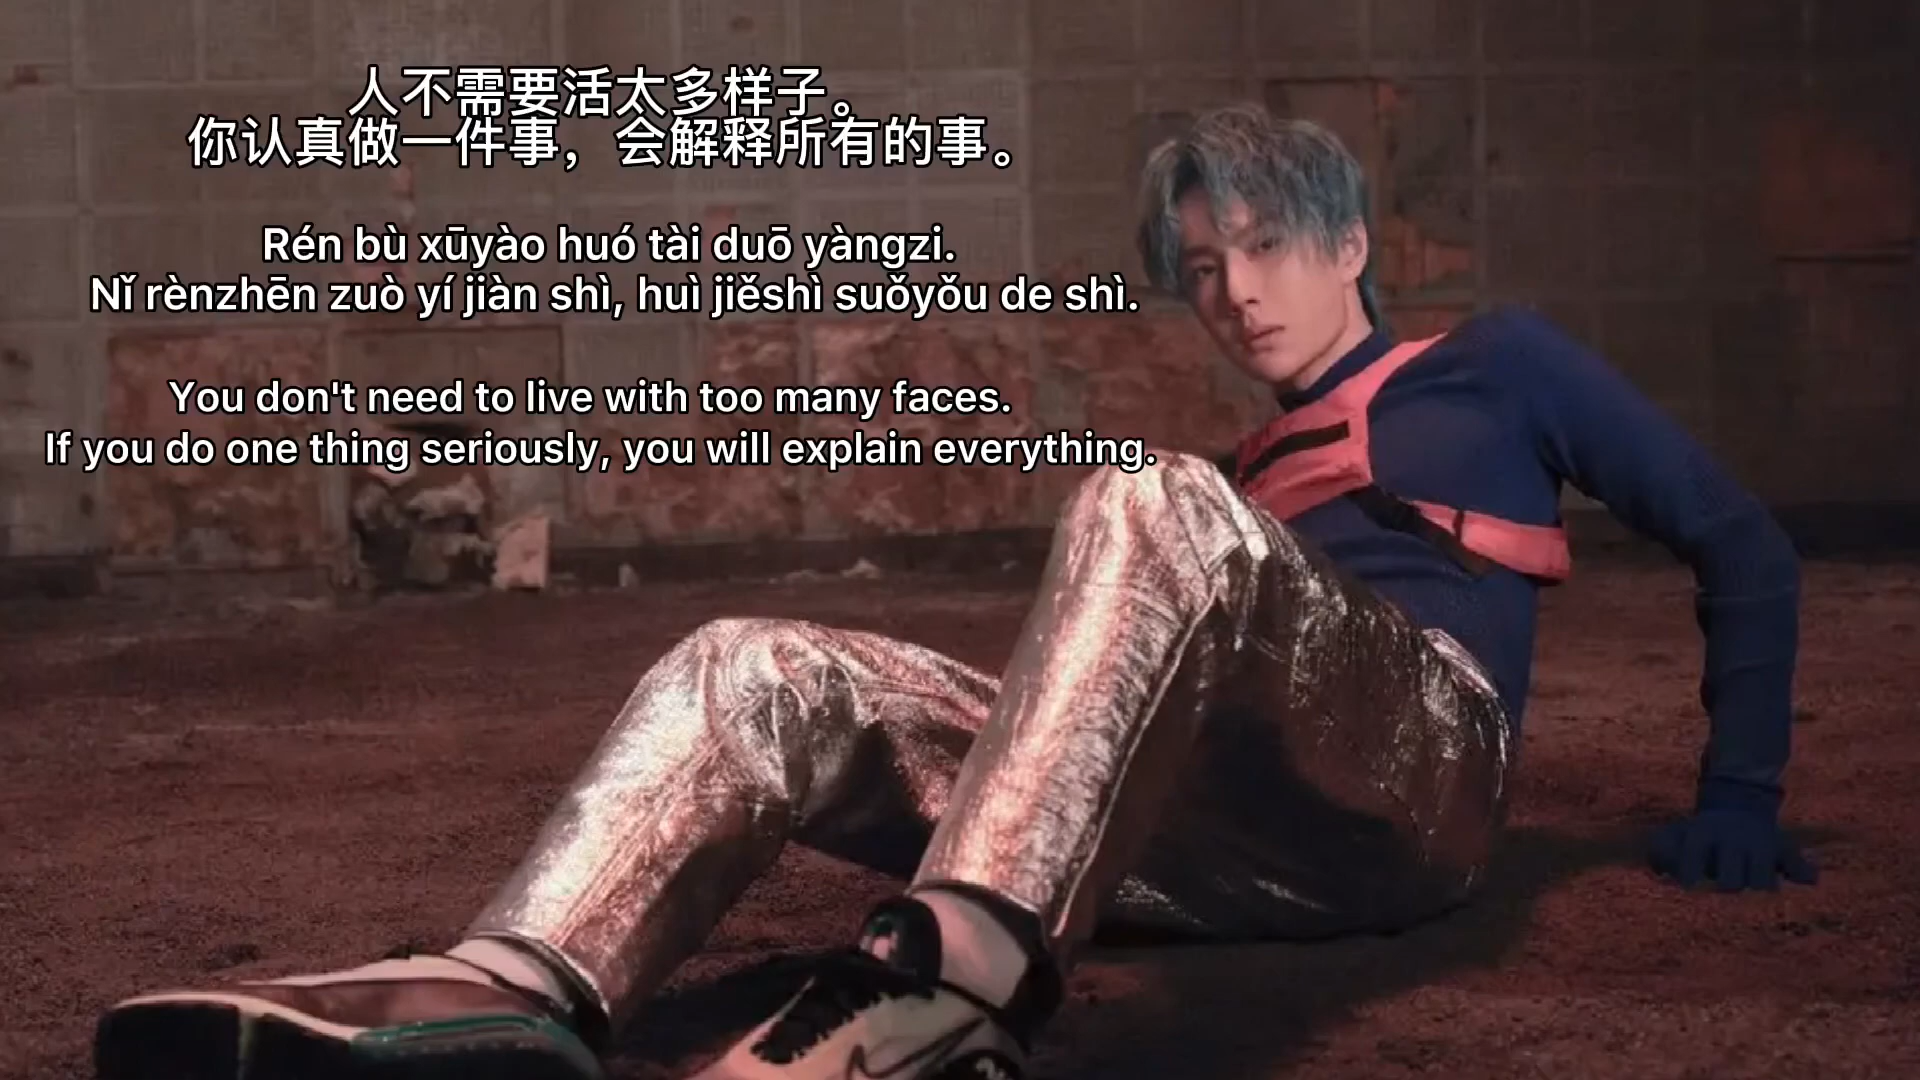 人不需要活太多样子。
你认真做一件事，会解释所有的事。
Rén bù xūyào huó tài duō yàngzi.
Nǐ rènzhēn zuò yí jiàn shì, huì jiěshì suǒyǒu de shì.
You don't need to live with too many faces.
If you do one thing seriously, you will explain everything.